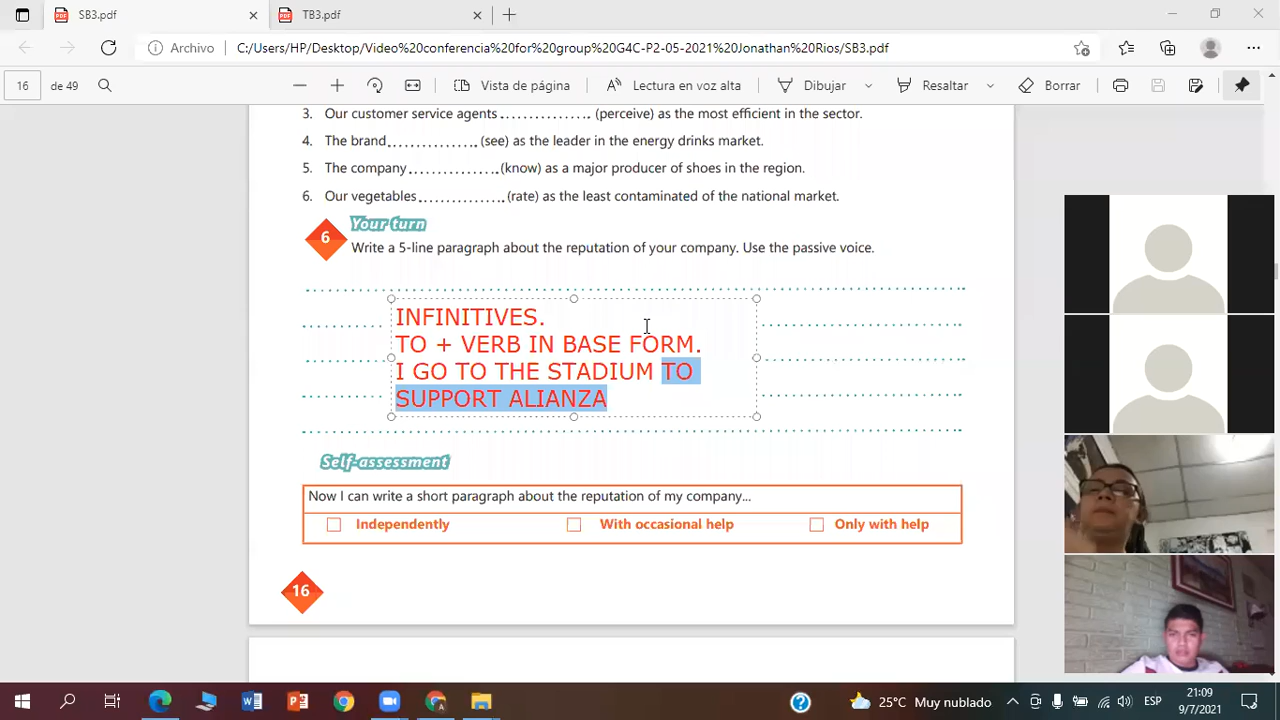 SB3.pdf
TB3.pdf
Archivo
C:/Users/HP/Desktop/Video%20conferencia%20for%20group%20G4C-P2-05-2021%20Jonathan%20Rios/SB3.pdf
16
de 49
Vista de página
Lectura en voz alta
Dibujar
Resaltar
Borrar
3. Our customer service agents............... (perceive) as the most efficient in the sector.
4. The brand............... (see) as the leader in the energy drinks market.
5. The company............... (know) as a major producer of shoes in the region.
6. Our vegetables............... (rate) as the least contaminated of the national market.
6
Your turn
Write a 5-line paragraph about the reputation of your company. Use the passive voice.
INFINITIVES.
TO + VERB IN BASE FORM.
I GO TO THE STADIUM TO
SUPPORT ALIANZA
Self-assessment
Now I can write a short paragraph about the reputation of my company...
Independently
With occasional help
Only with help
16
25°C Muy nublado
ESP
21:09
9/7/2021